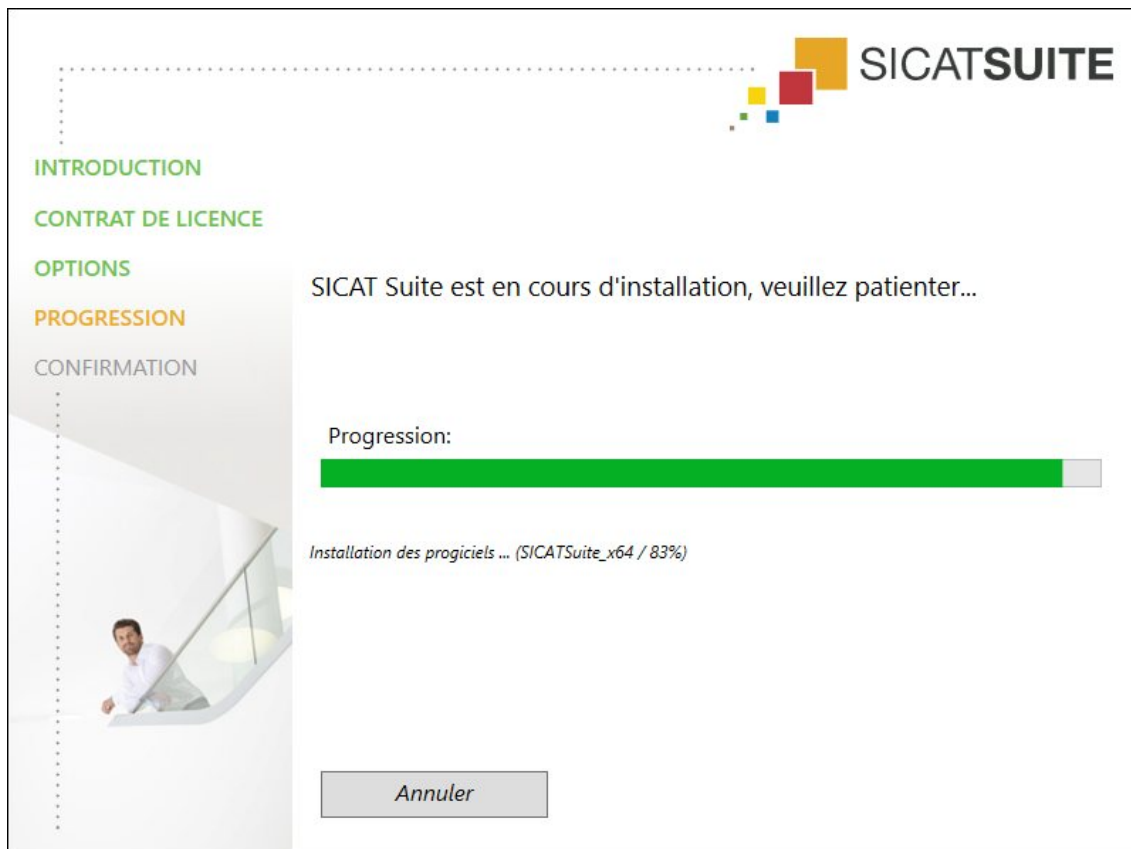 SICATSUITE
INTRODUCTION
CONTRAT DE LICENCE
OPTIONS
PROGRESSION
CONFIRMATION
SICAT Suite est en cours d'installation, veuillez patienter...
Progression:
Installation des progiciels ... (SICATSuite_x64 / 83%)
Annuler